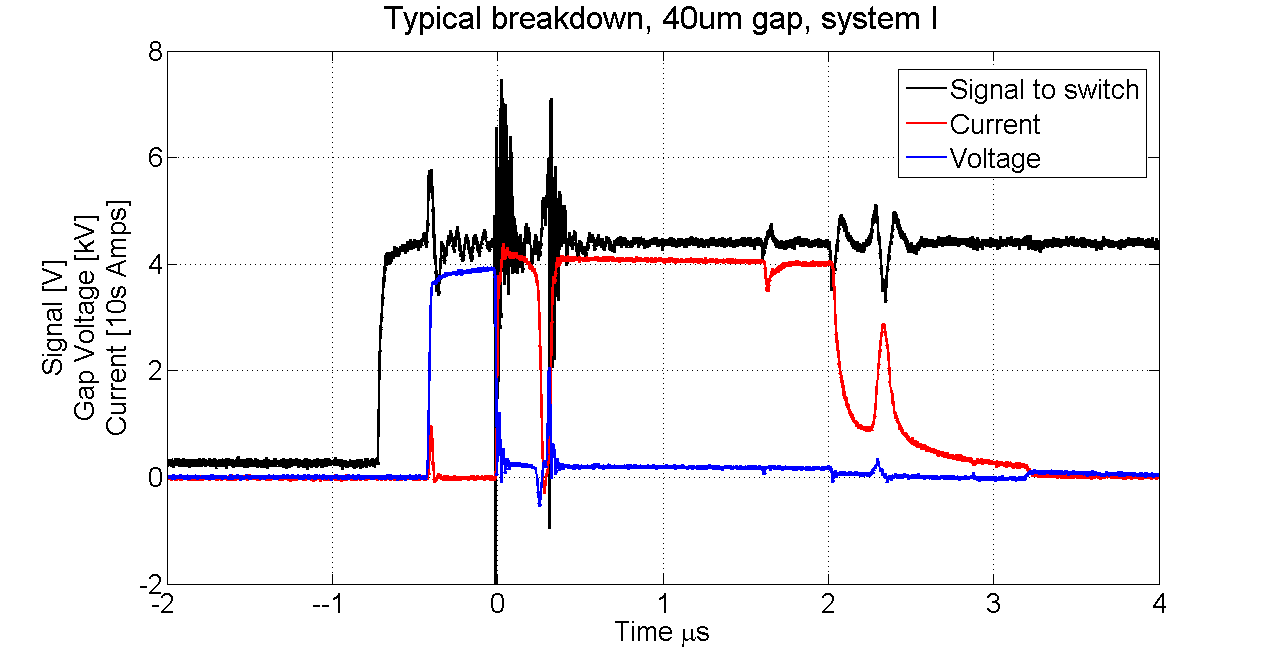 Typical breakdown, 40um gap, system I
Signal [V]
Gap Voltage [kV]
Current [10s Amps]
8
6
4
2
0
-2
Signal to switch
Current
Voltage
-2
--1
0
1
2
3
4
Time μs